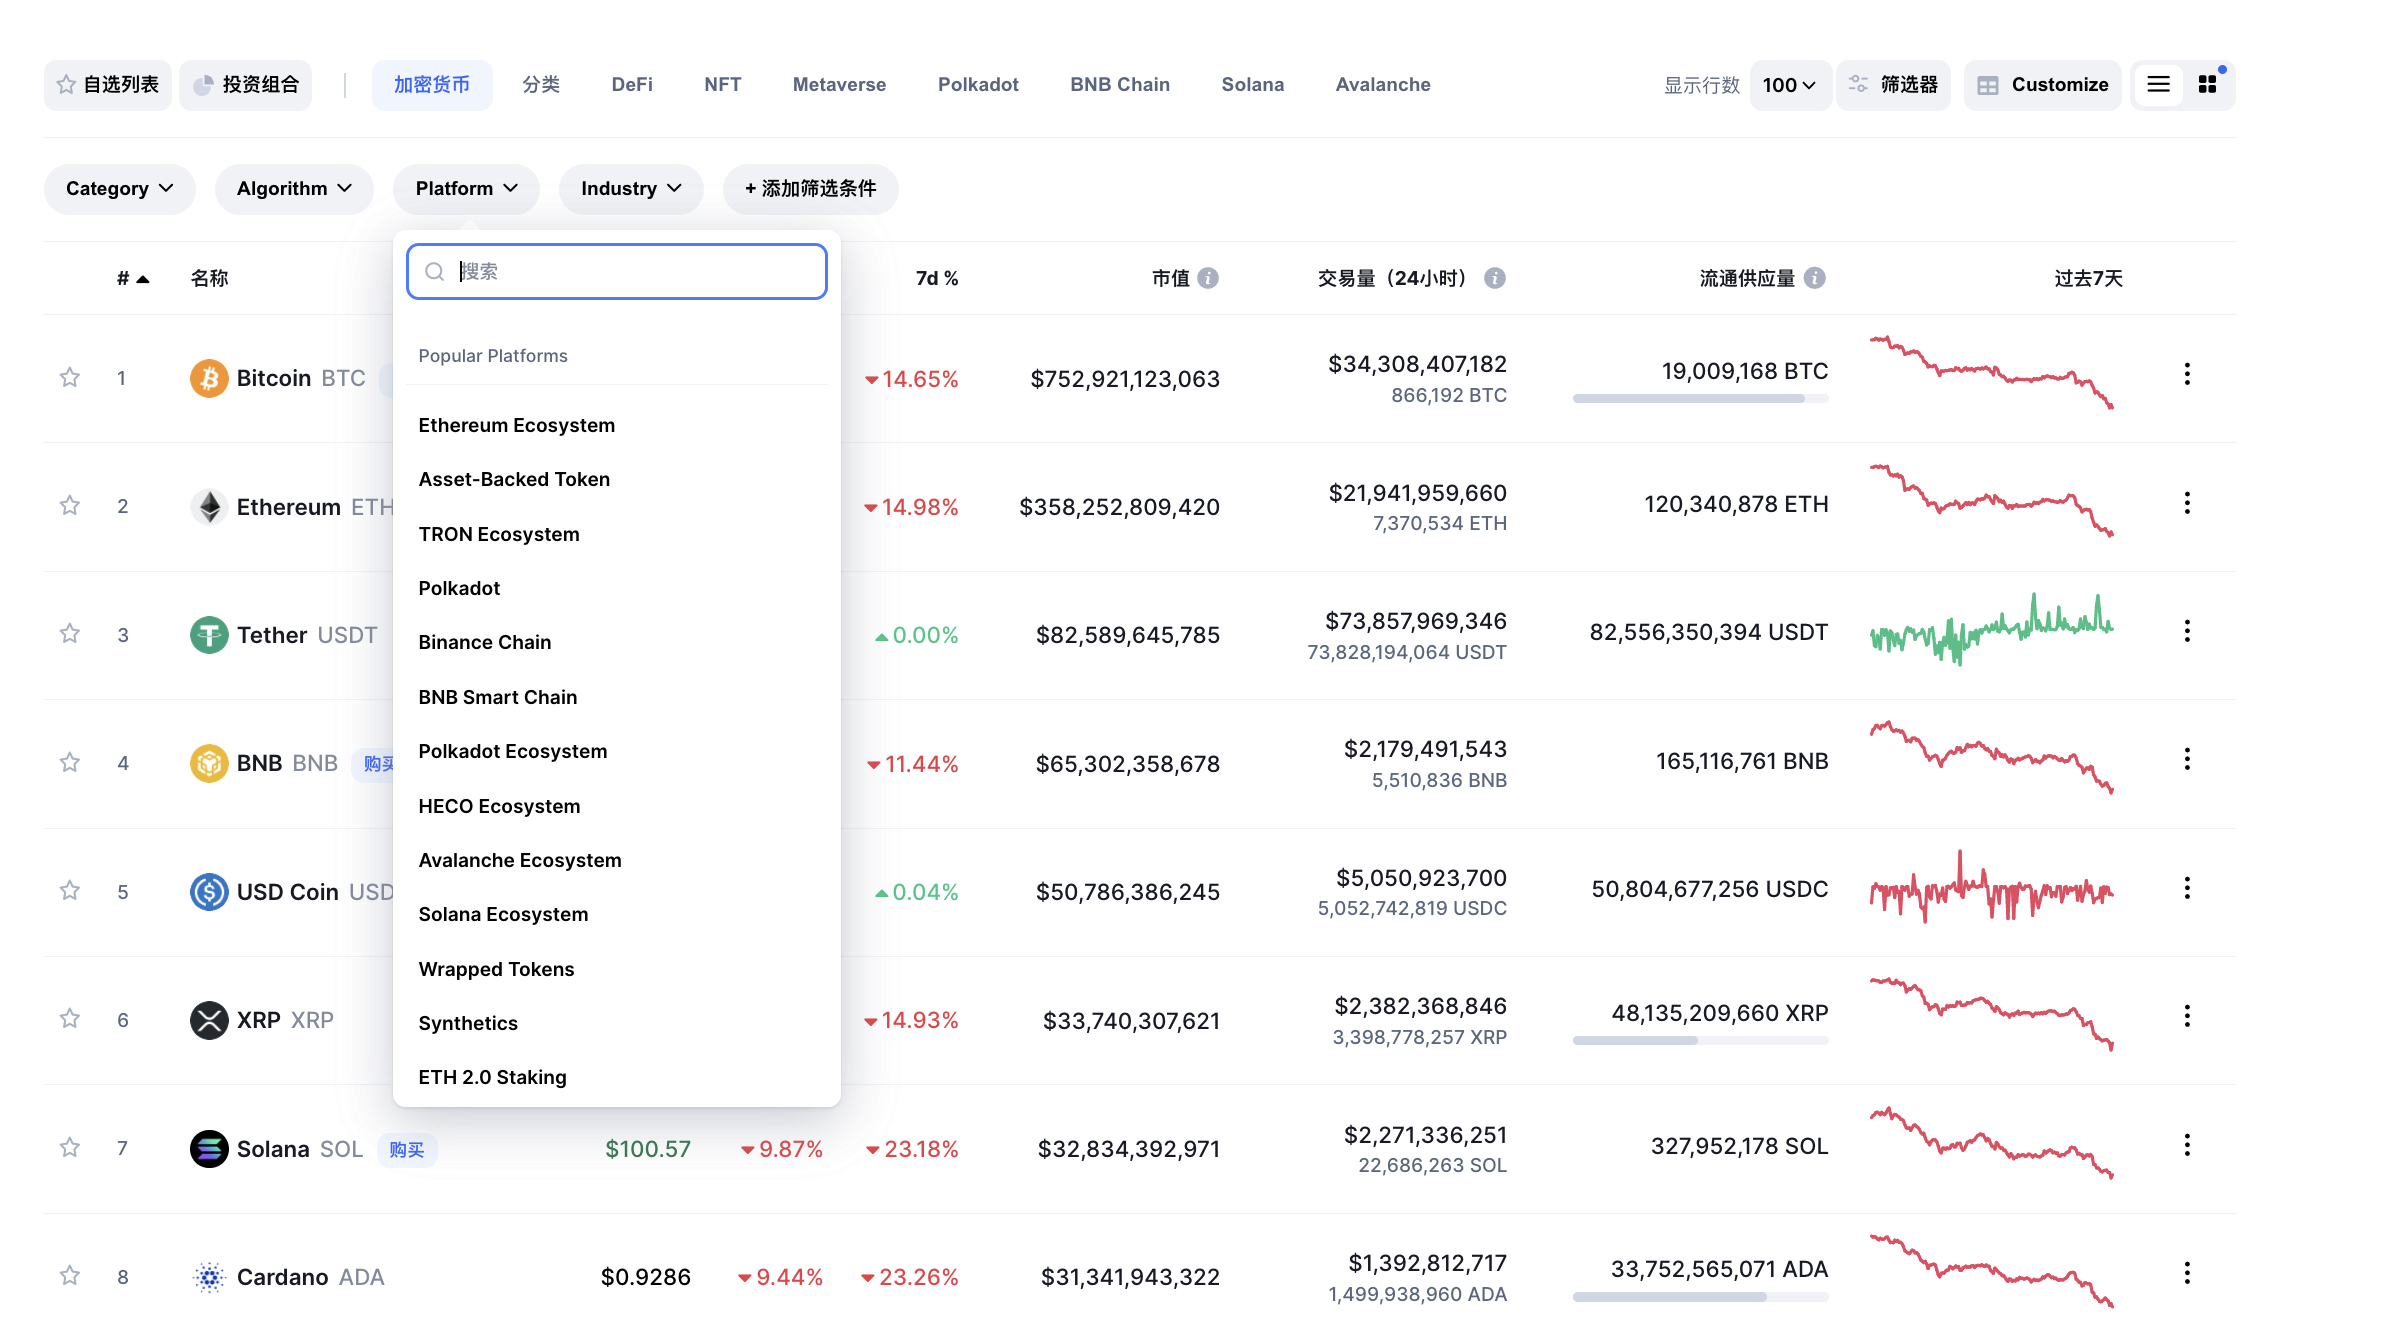 自选列表 投资组合 加密货币 分类 DeFi NFT Metaverse Polkadot BNB Chain Solana Avalanche 显示行数 100 筛选器 Customize
Category Algorithm Platform Industry + 添加筛选条件
# 名称 7d % 市值 交易量（24小时） 流通供应量 过去7天
搜索
Popular Platforms
Ethereum Ecosystem
Asset-Backed Token
TRON Ecosystem
Polkadot
Binance Chain
BNB Smart Chain
Polkadot Ecosystem
HECO Ecosystem
Avalanche Ecosystem
Solana Ecosystem
Wrapped Tokens
Synthetics
ETH 2.0 Staking
1 Bitcoin BTC 14.65% $752,921,123,063 $34,308,407,182 19,009,168 BTC
866,192 BTC
2 Ethereum ETH 14.98% $358,252,809,420 $21,941,959,660 120,340,878 ETH
7,370,534 ETH
3 Tether USDT 0.00% $82,589,645,785 $73,857,969,346 82,556,350,394 USDT
73,828,194,064 USDT
4 BNB BNB 购买 11.44% $65,302,358,678 $2,179,491,543 165,116,761 BNB
5,510,836 BNB
5 USD Coin USD 0.04% $50,786,386,245 $5,050,923,700 50,804,677,256 USDC
5,052,742,819 USDC
6 XRP XRP 14.93% $33,740,307,621 $2,382,368,846 48,135,209,660 XRP
3,398,778,257 XRP
7 Solana SOL 购买 $100.57 9.87% 23.18% $32,834,392,971 $2,271,336,251 327,952,178 SOL
22,686,263 SOL
8 Cardano ADA $0.9286 9.44% 23.26% $31,341,943,322 $1,392,812,717 33,752,565,071 ADA
1,499,938,960 ADA